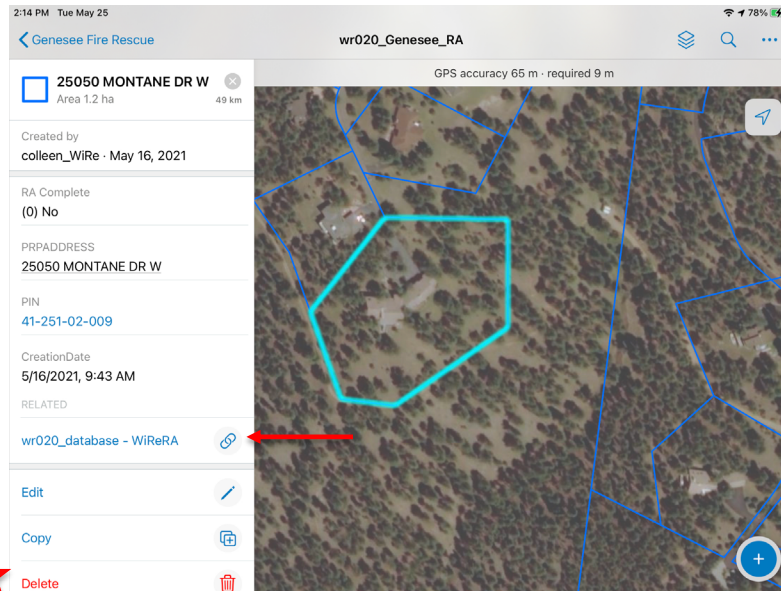 2:14 PM Tue May 25
78%
Genesee Fire Rescue
wr020_Genesee_RA
GPS accuracy 65 m · required 9 m
25050 MONTANE DR W
Area 1.2 ha
49 km
Created by
colleen_WiRe · May 16, 2021
RA Complete
(0) No
PRPADDRESS
25050 MONTANE DR W
PIN
41-251-02-009
CreationDate
5/16/2021, 9:43 AM
RELATED
wr020_database - WiReRA
Edit
Copy
Delete